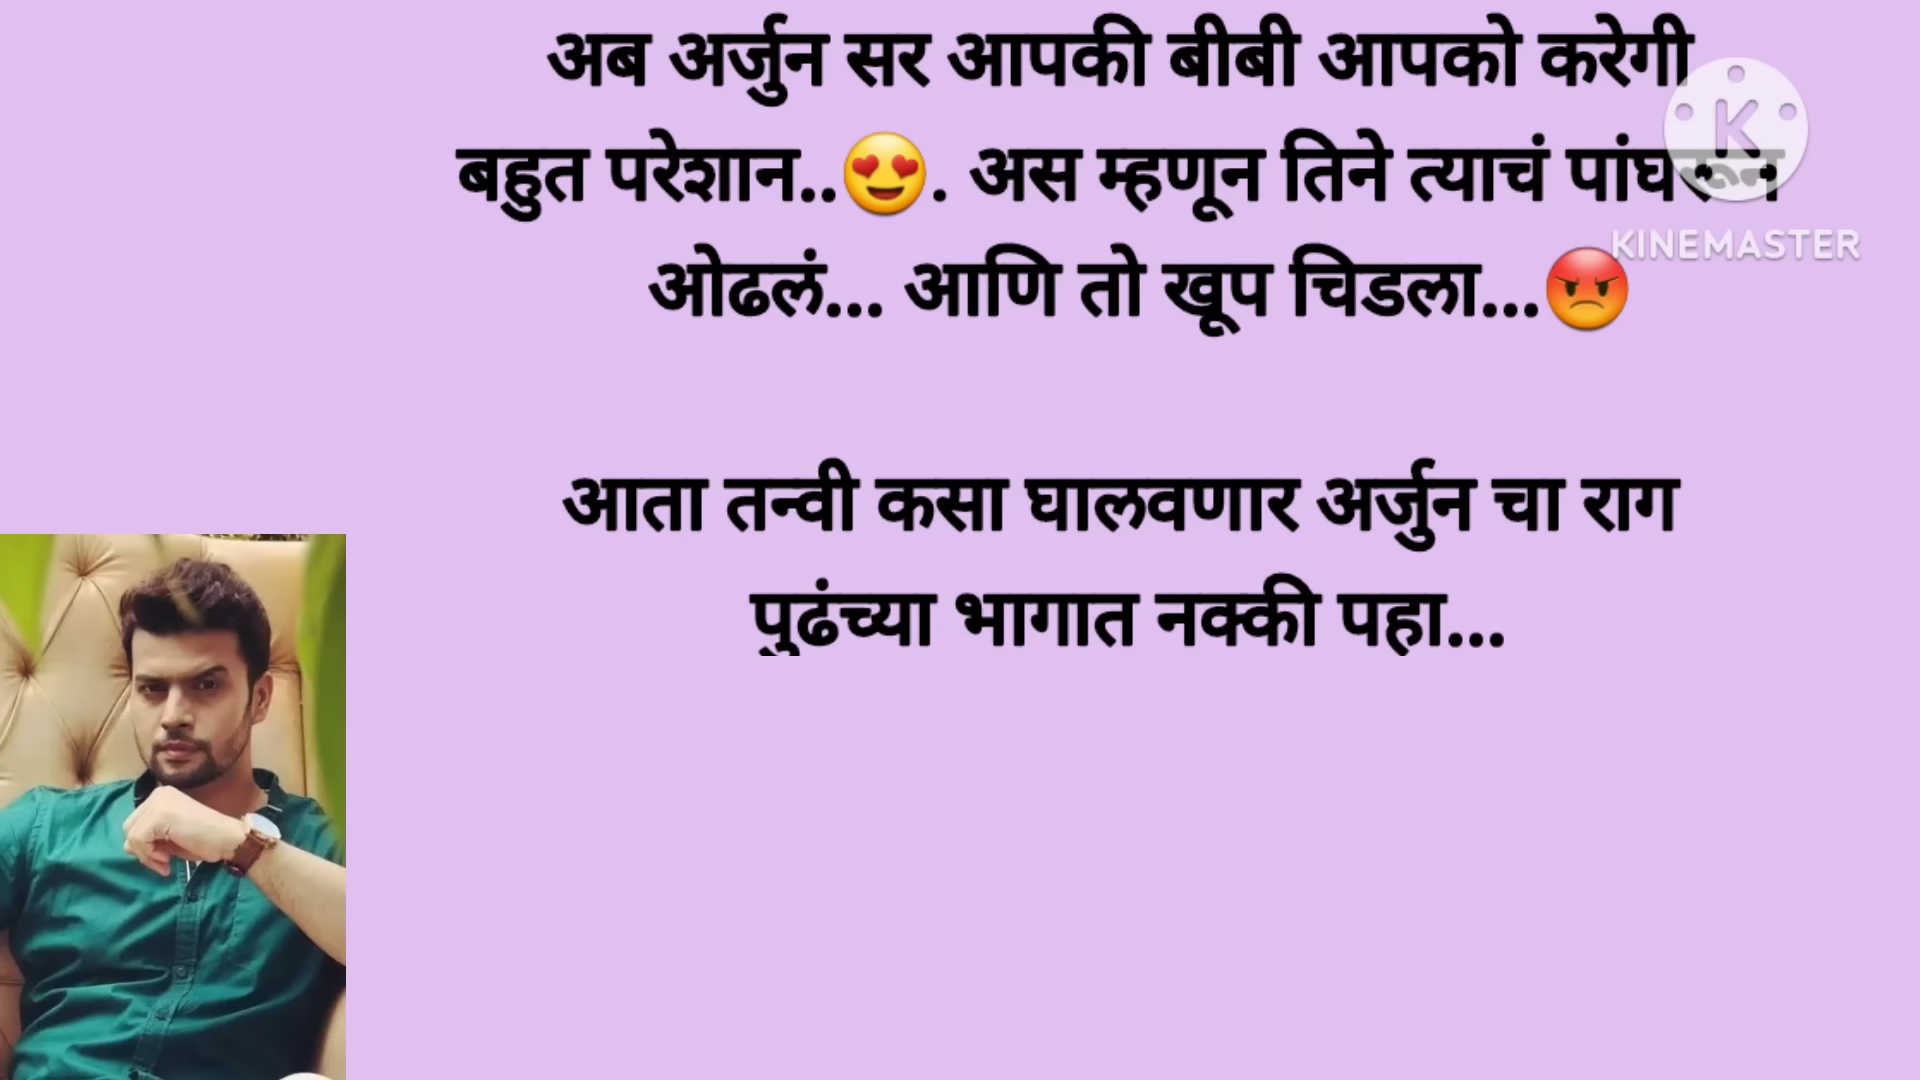 अब अर्जुन सर आपकी बीबी आपको करेगी
बहुत परेशान..😍. अस म्हणून तिने त्याचं पांघरून
ओढलं... आणि तो खूप चिडला...😡
आता तन्वी कसा घालवणार अर्जुन चा राग
पुढंच्या भागात नक्की पहा...
K
KINEMASTER